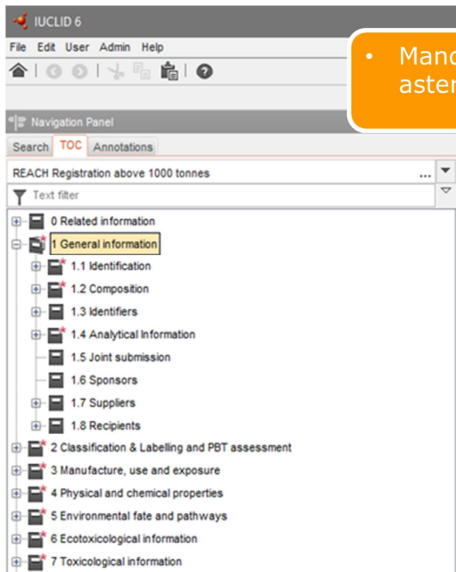 IUCLID 6
File Edit User Admin Help
• Mand
aster
Navigation Panel
Search TOC Annotations
REACH Registration above 1000 tonnes ...
Text filter
0 Related information
1 General information
1.1 Identification
1.2 Composition
1.3 Identifiers
1.4 Analytical Information
1.5 Joint submission
1.6 Sponsors
1.7 Suppliers
1.8 Recipients
2 Classification & Labelling and PBT assessment
3 Manufacture, use and exposure
4 Physical and chemical properties
5 Environmental fate and pathways
6 Ecotoxicological information
7 Toxicological information